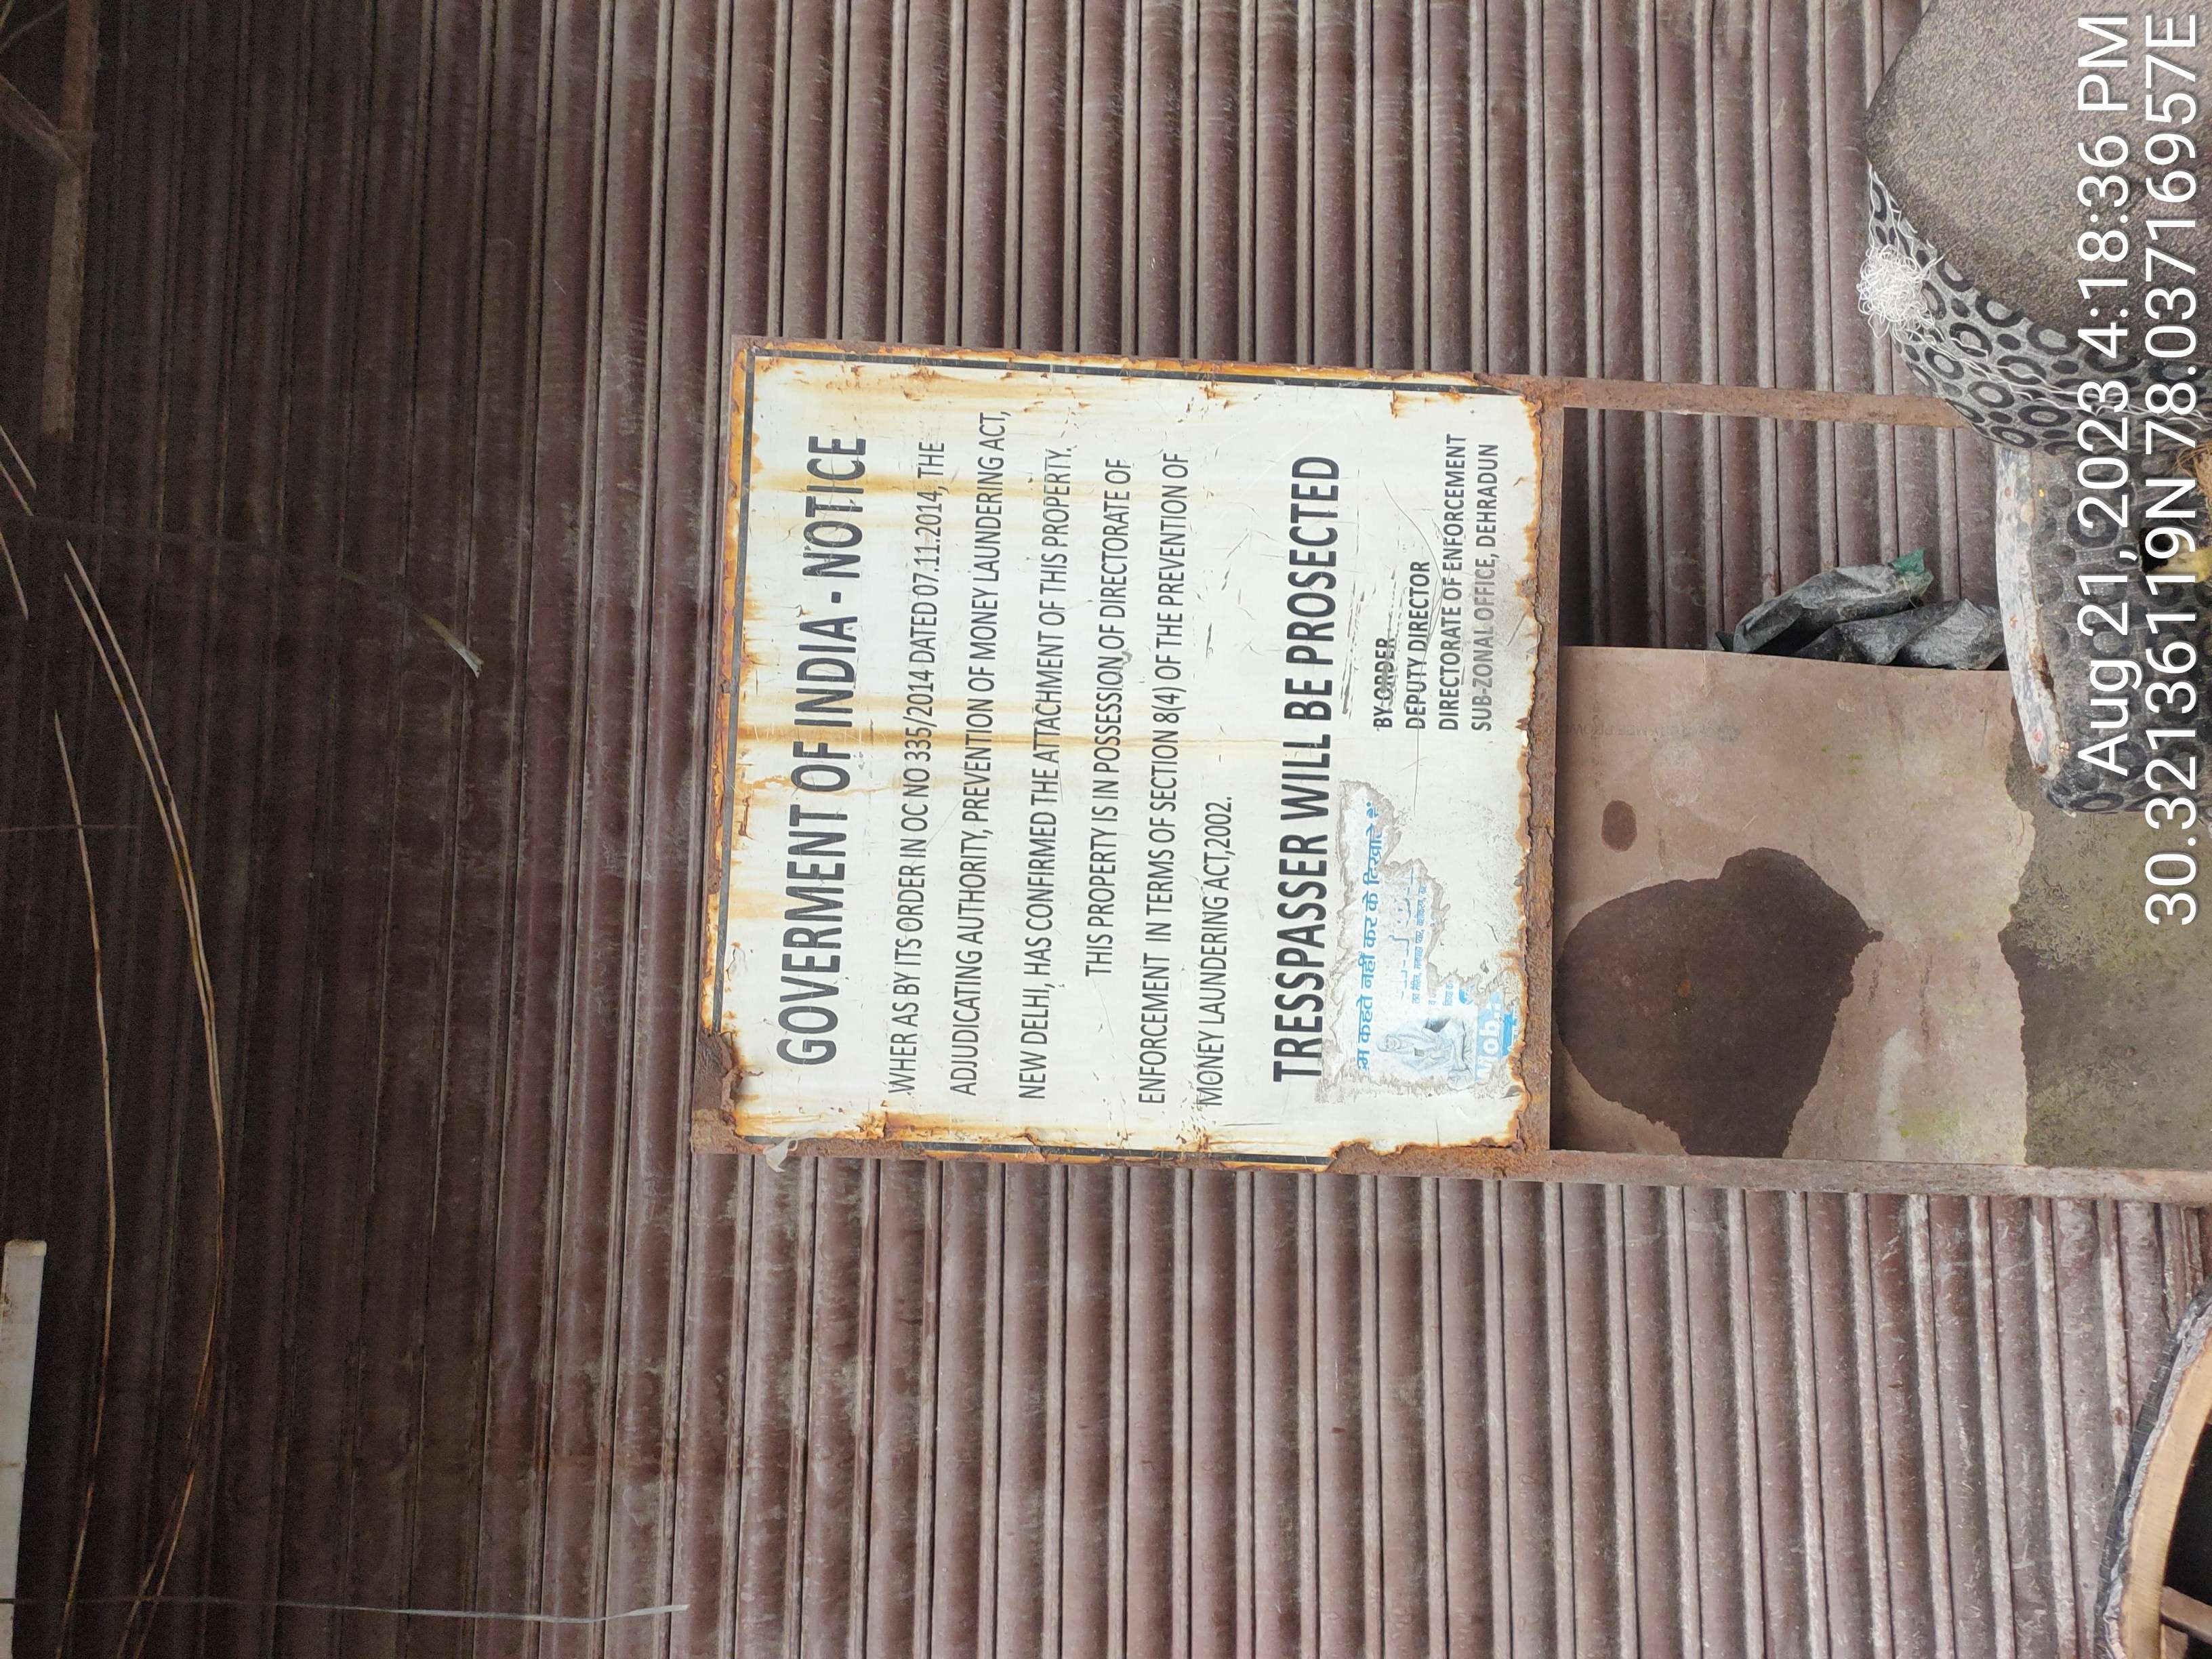 GOVERMENT OF INDIA - NOTICE
WHER AS BY ITS ORDER IN OC NO 335/2014 DATED 07.11.2014, THE
ADJUDICATING AUTHORITY, PREVENTION OF MONEY LAUNDERING ACT,
NEW DELHI, HAS CONFIRMED THE ATTACHMENT OF THIS PROPERTY.
THIS PROPERTY IS IN POSSESSION OF DIRECTORATE OF
ENFORCEMENT IN TERMS OF SECTION 8(4) OF THE PREVENTION OF
MONEY LAUNDERING ACT,2002.
TRESSPASSER WILL BE PROSECTED
BY ORDER
DEPUTY DIRECTOR
DIRECTORATE OF ENFORCEMENT
SUB-ZONAL OFFICE, DEHRADUN
कहते नहीं कर के दिखाते हैं
Aug 21, 2023 4:18:36 PM
30.32136119N 78.03716957E